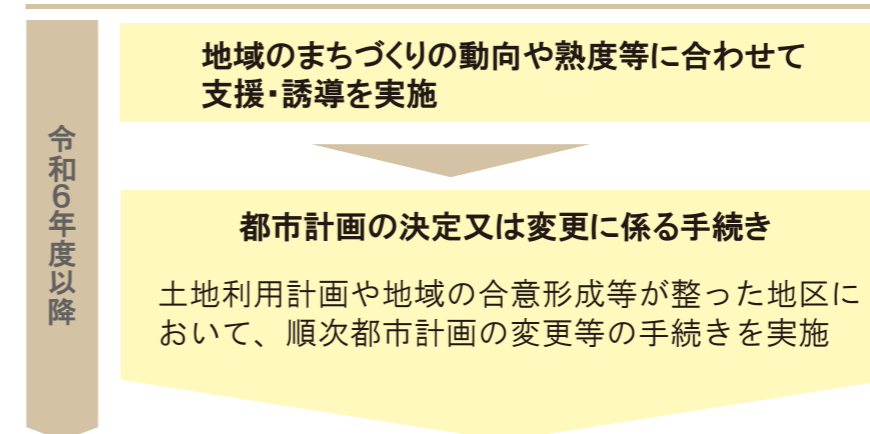 令和6年度以降
地域のまちづくりの動向や熟度等に合わせて
支援・誘導を実施
都市計画の決定又は変更に係る手続き
土地利用計画や地域の合意形成等が整った地区に
おいて、順次都市計画の変更等の手続きを実施